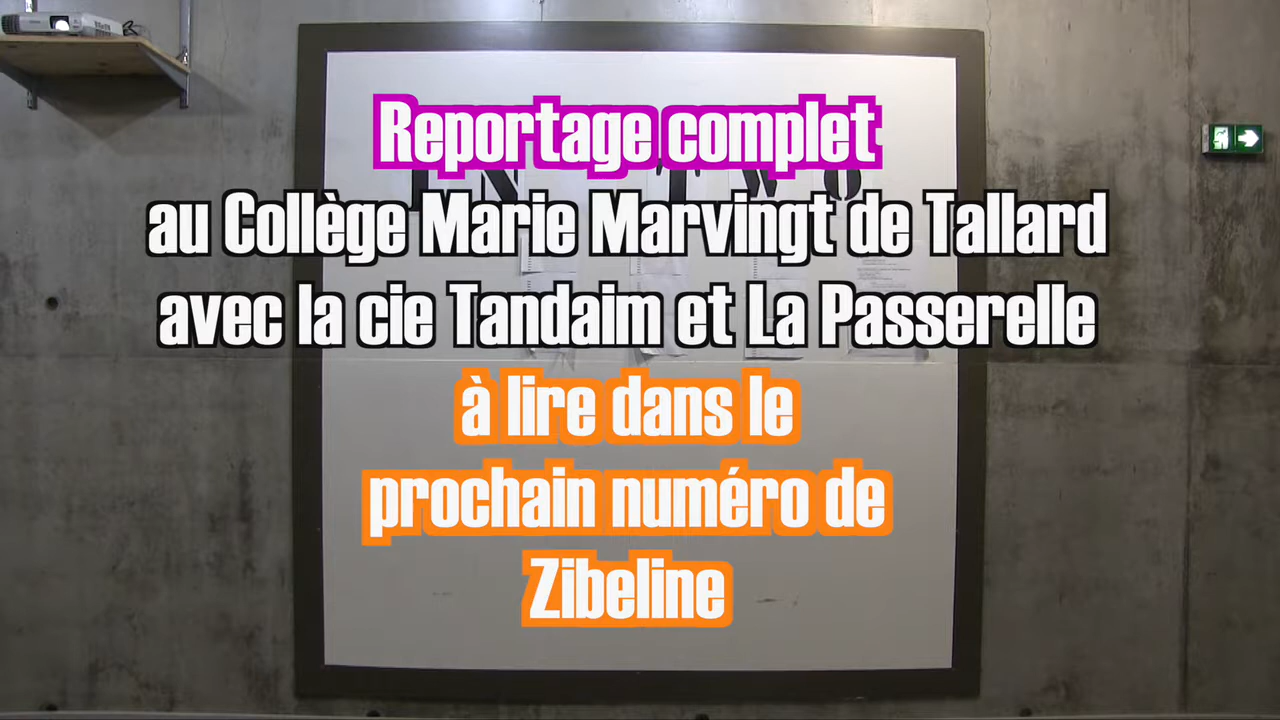 Reportage complet
au Collège Marie Marvingt de Tallard
avec la cie Tandaim et La Passerelle
à lire dans le
prochain numéro de
Zibeline